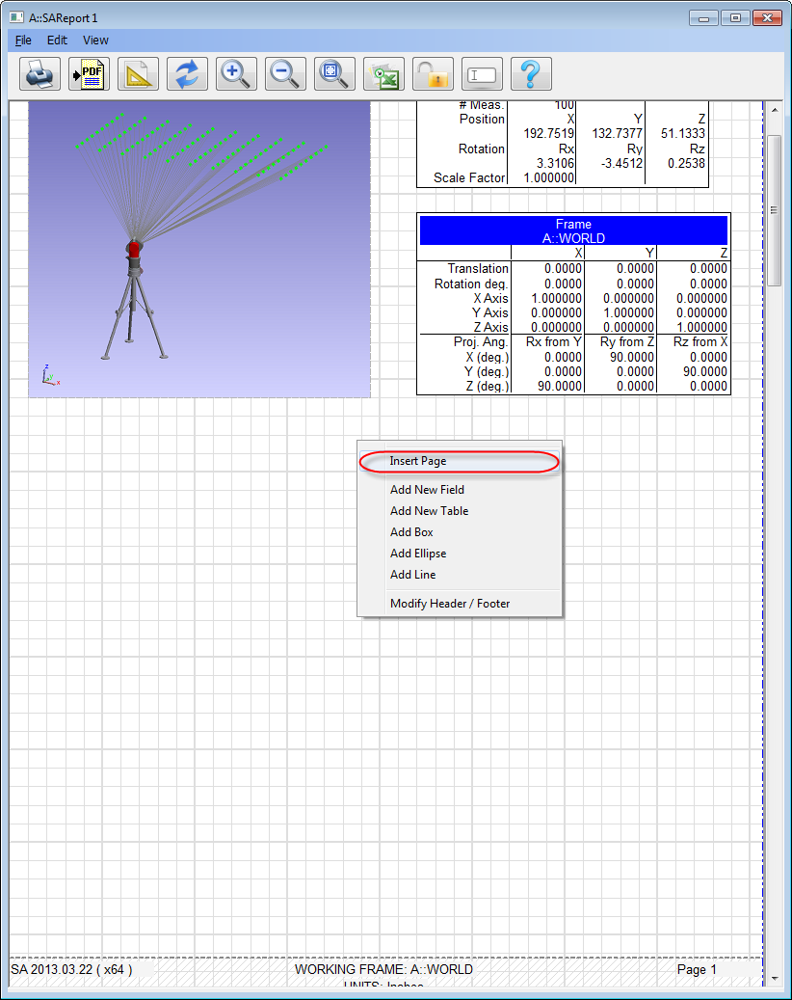 A::SAReport 1
File Edit View
PDF
# Meas. 100
Position X Y Z
192.7519 132.7377 51.1333
Rotation Rx Ry Rz
3.3106 -3.4512 0.2538
Scale Factor 1.000000
Frame
A::WORLD
X Y Z
Translation 0.0000 0.0000 0.0000
Rotation deg. 0.0000 0.0000 0.0000
X Axis 1.000000 0.000000 0.000000
Y Axis 0.000000 1.000000 0.000000
Z Axis 0.000000 0.000000 1.000000
Proj. Ang. Rx from Y Ry from Z Rz from X
X (deg.) 0.0000 90.0000 0.0000
Y (deg.) 0.0000 0.0000 90.0000
Z (deg.) 90.0000 0.0000 0.0000
z
y
x
Insert Page
Add New Field
Add New Table
Add Box
Add Ellipse
Add Line
Modify Header / Footer
SA 2013.03.22 ( x64 ) WORKING FRAME: A::WORLD Page 1
UNITS: Inches